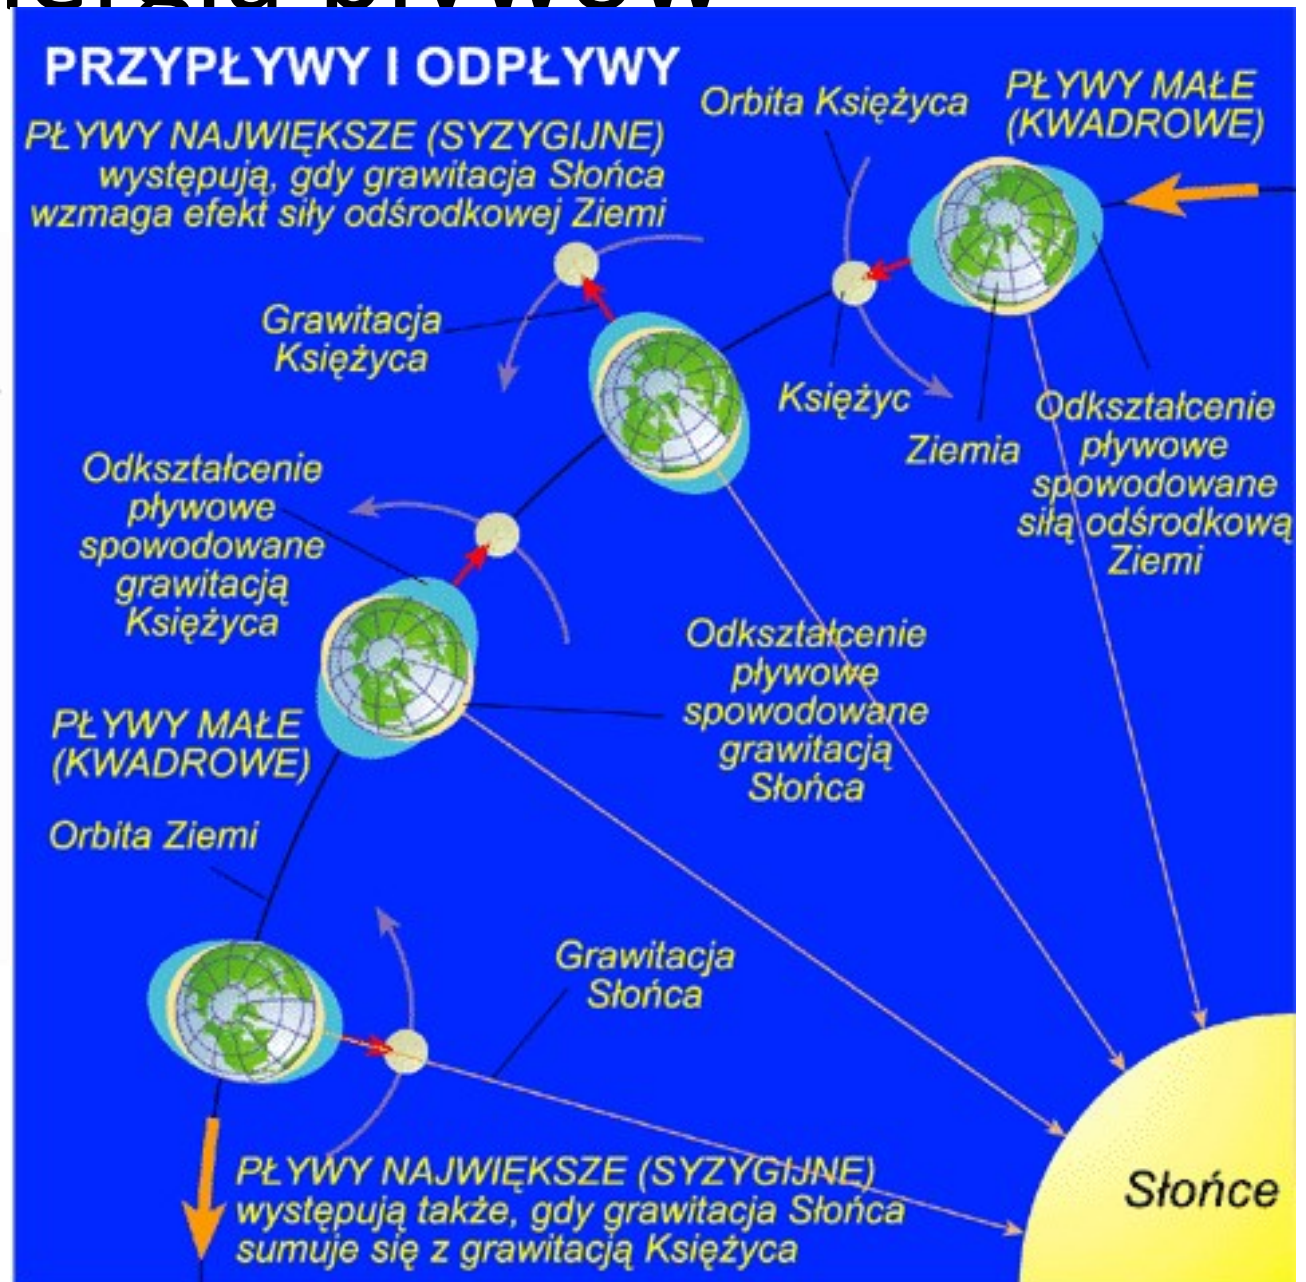 PRZYPŁYWY I ODPŁYWY
PŁYWY NAJWIĘKSZE (SYZYGIJNE)
występują, gdy grawitacja Słońca
wzmaga efekt siły odśrodkowej Ziemi
Orbita Księżyca
PŁYWY MAŁE
(KWADROWE)
Grawitacja
Księżyca
Księżyc
Ziemia
Odkształcenie
pływowe
spowodowane
siłą odśrodkową
Ziemi
Odkształcenie
pływowe
spowodowane
grawitacją
Księżyca
Odkształcenie
pływowe
spowodowane
grawitacją
Słońca
PŁYWY MAŁE
(KWADROWE)
Orbita Ziemi
Grawitacja
Słońca
PŁYWY NAJWIĘKSZE (SYZYGIJNE)
występują także, gdy grawitacja Słońca
sumuje się z grawitacją Księżyca
Słońce